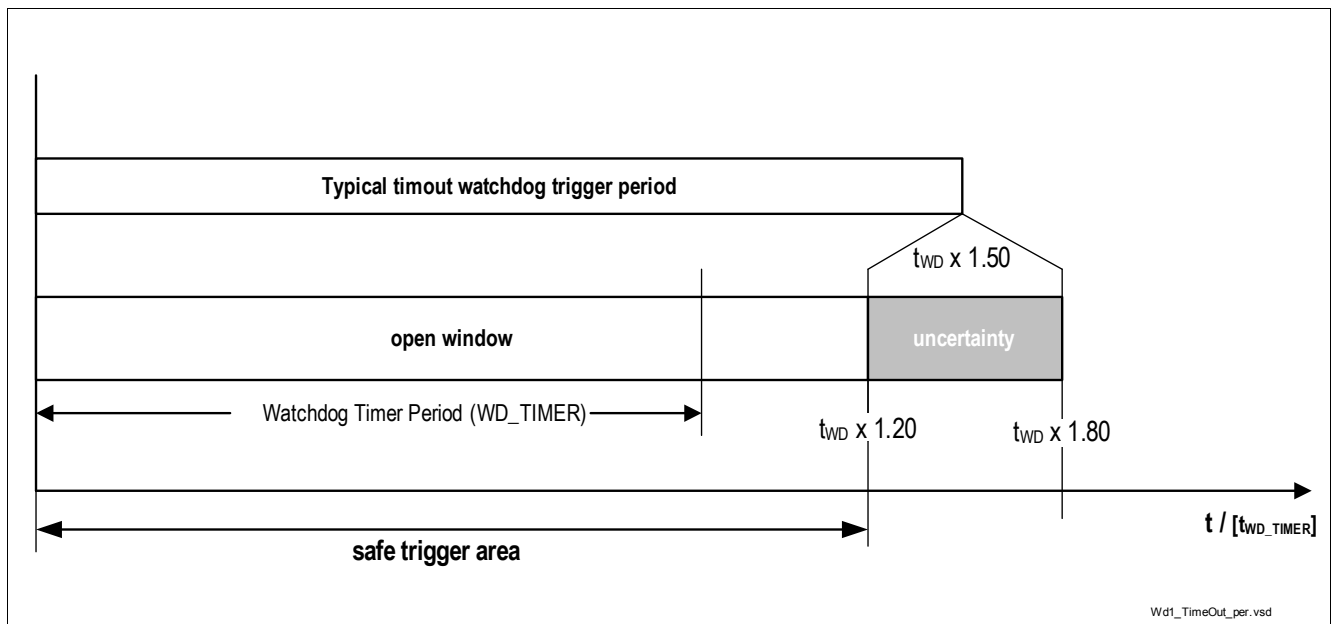 Typical timout watchdog trigger period
tWD x 1.50
open window
uncertainty
Watchdog Timer Period (WD_TIMER)
tWD x 1.20
tWD x 1.80
t / [tWD_TIMER]
safe trigger area
Wd1_TimeOut_per.vsd